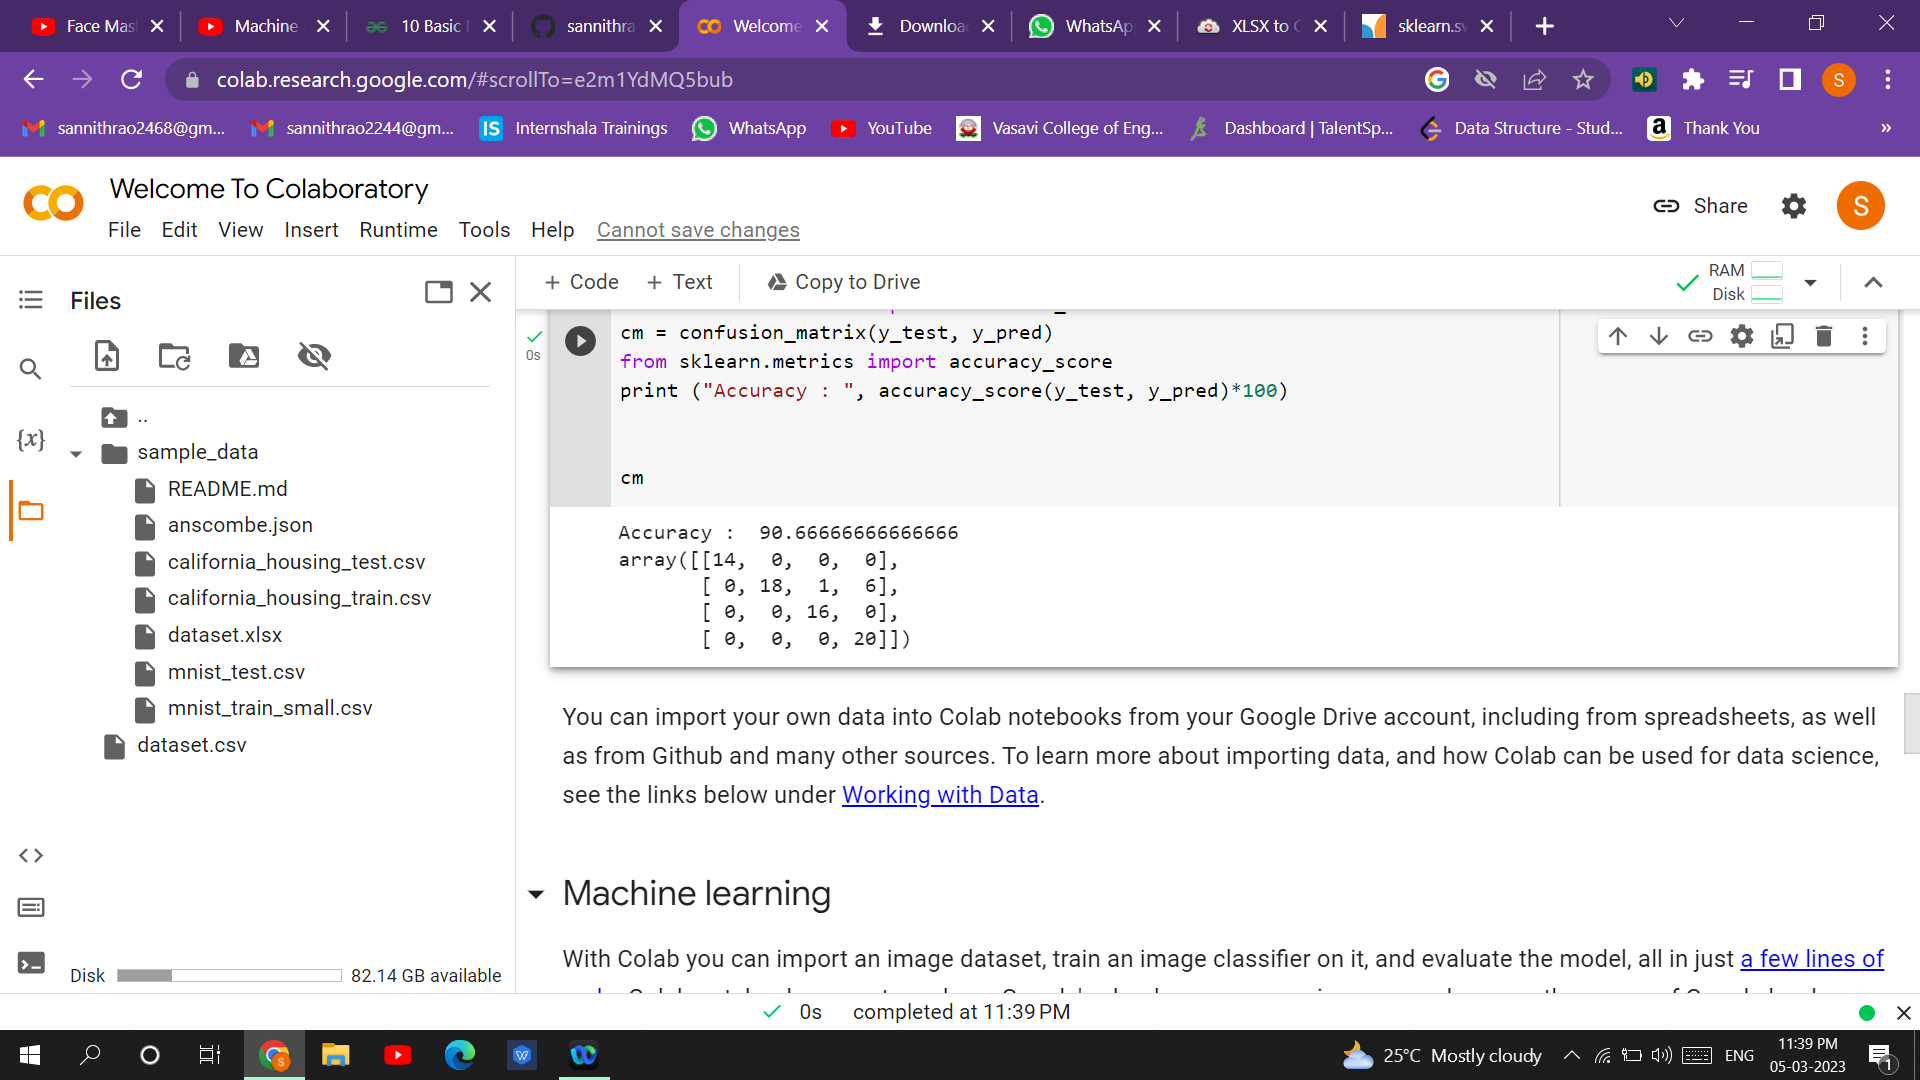 Face Mas
Machine
10 Basic
sannithra
Welcome
Downloa
WhatsAp
XLSX to
sklearn.sv
colab.research.google.com/#scrollTo=e2m1YdMQ5bub
S
sannithrao2468@gm...
sannithrao2244@gm...
IS Internshala Trainings
WhatsApp
YouTube
Vasavi College of Eng...
Dashboard | TalentSp...
Data Structure - Stud...
a Thank You
»
Welcome To Colaboratory
File Edit View Insert Runtime Tools Help Cannot save changes
Share
S
Files
+ Code + Text Copy to Drive
RAM
Disk
..
sample_data
README.md
anscombe.json
california_housing_test.csv
california_housing_train.csv
dataset.xlsx
mnist_test.csv
mnist_train_small.csv
dataset.csv
{x}
Disk 82.14 GB available
0s
cm = confusion_matrix(y_test, y_pred)
from sklearn.metrics import accuracy_score
print ("Accuracy : ", accuracy_score(y_test, y_pred)*100)
cm
Accuracy :  90.66666666666666
array([[14,  0,  0,  0],
       [ 0, 18,  1,  6],
       [ 0,  0, 16,  0],
       [ 0,  0,  0, 20]])
You can import your own data into Colab notebooks from your Google Drive account, including from spreadsheets, as well
as from Github and many other sources. To learn more about importing data, and how Colab can be used for data science,
see the links below under Working with Data.
Machine learning
With Colab you can import an image dataset, train an image classifier on it, and evaluate the model, all in just a few lines of
0s completed at 11:39 PM
25°C Mostly cloudy
ENG
11:39 PM
05-03-2023
1